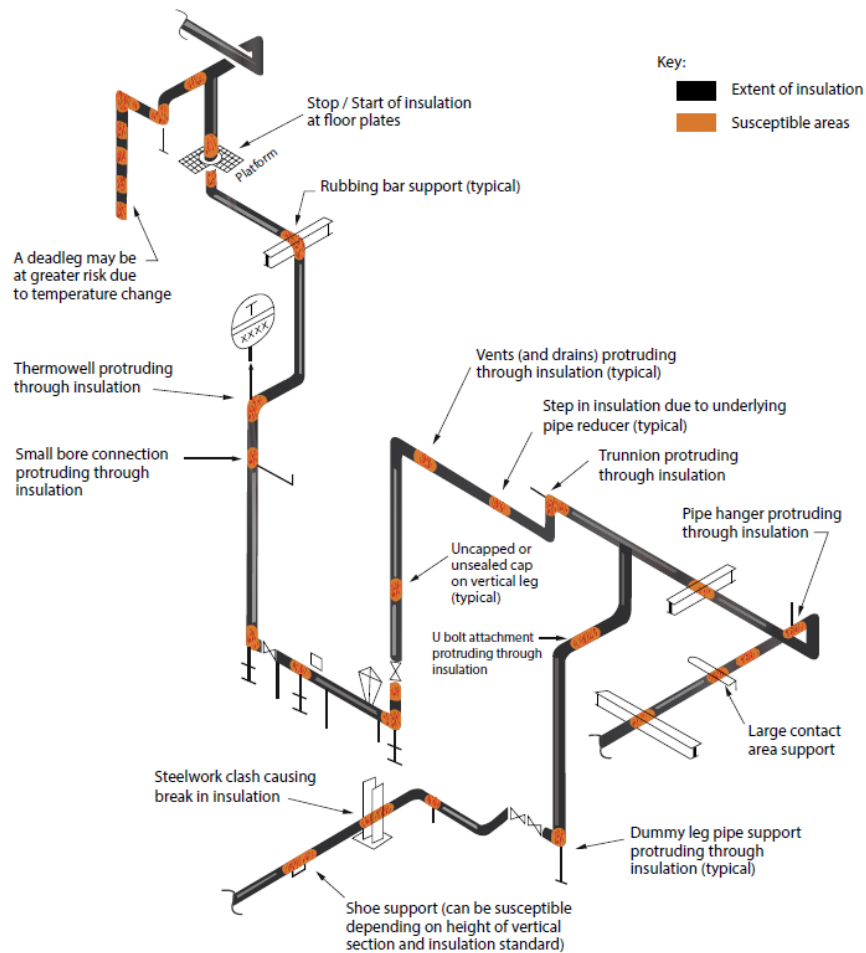 Key:
Extent of insulation
Susceptible areas
Stop / Start of insulation
at floor plates
Platform
Rubbing bar support (typical)
A deadleg may be
at greater risk due
to temperature change
T
XXXX
Thermowell protruding
through insulation
Vents (and drains) protruding
through insulation (typical)
Step in insulation due to underlying
pipe reducer (typical)
Small bore connection
protruding through
insulation
Trunnion protruding
through insulation
Pipe hanger protruding
through insulation
Uncapped or
unsealed cap
on vertical leg
(typical)
U bolt attachment
protruding through
insulation
Large contact
area support
Steelwork clash causing
break in insulation
Dummy leg pipe support
protruding through
insulation (typical)
Shoe support (can be susceptible
depending on height of vertical
section and insulation standard)